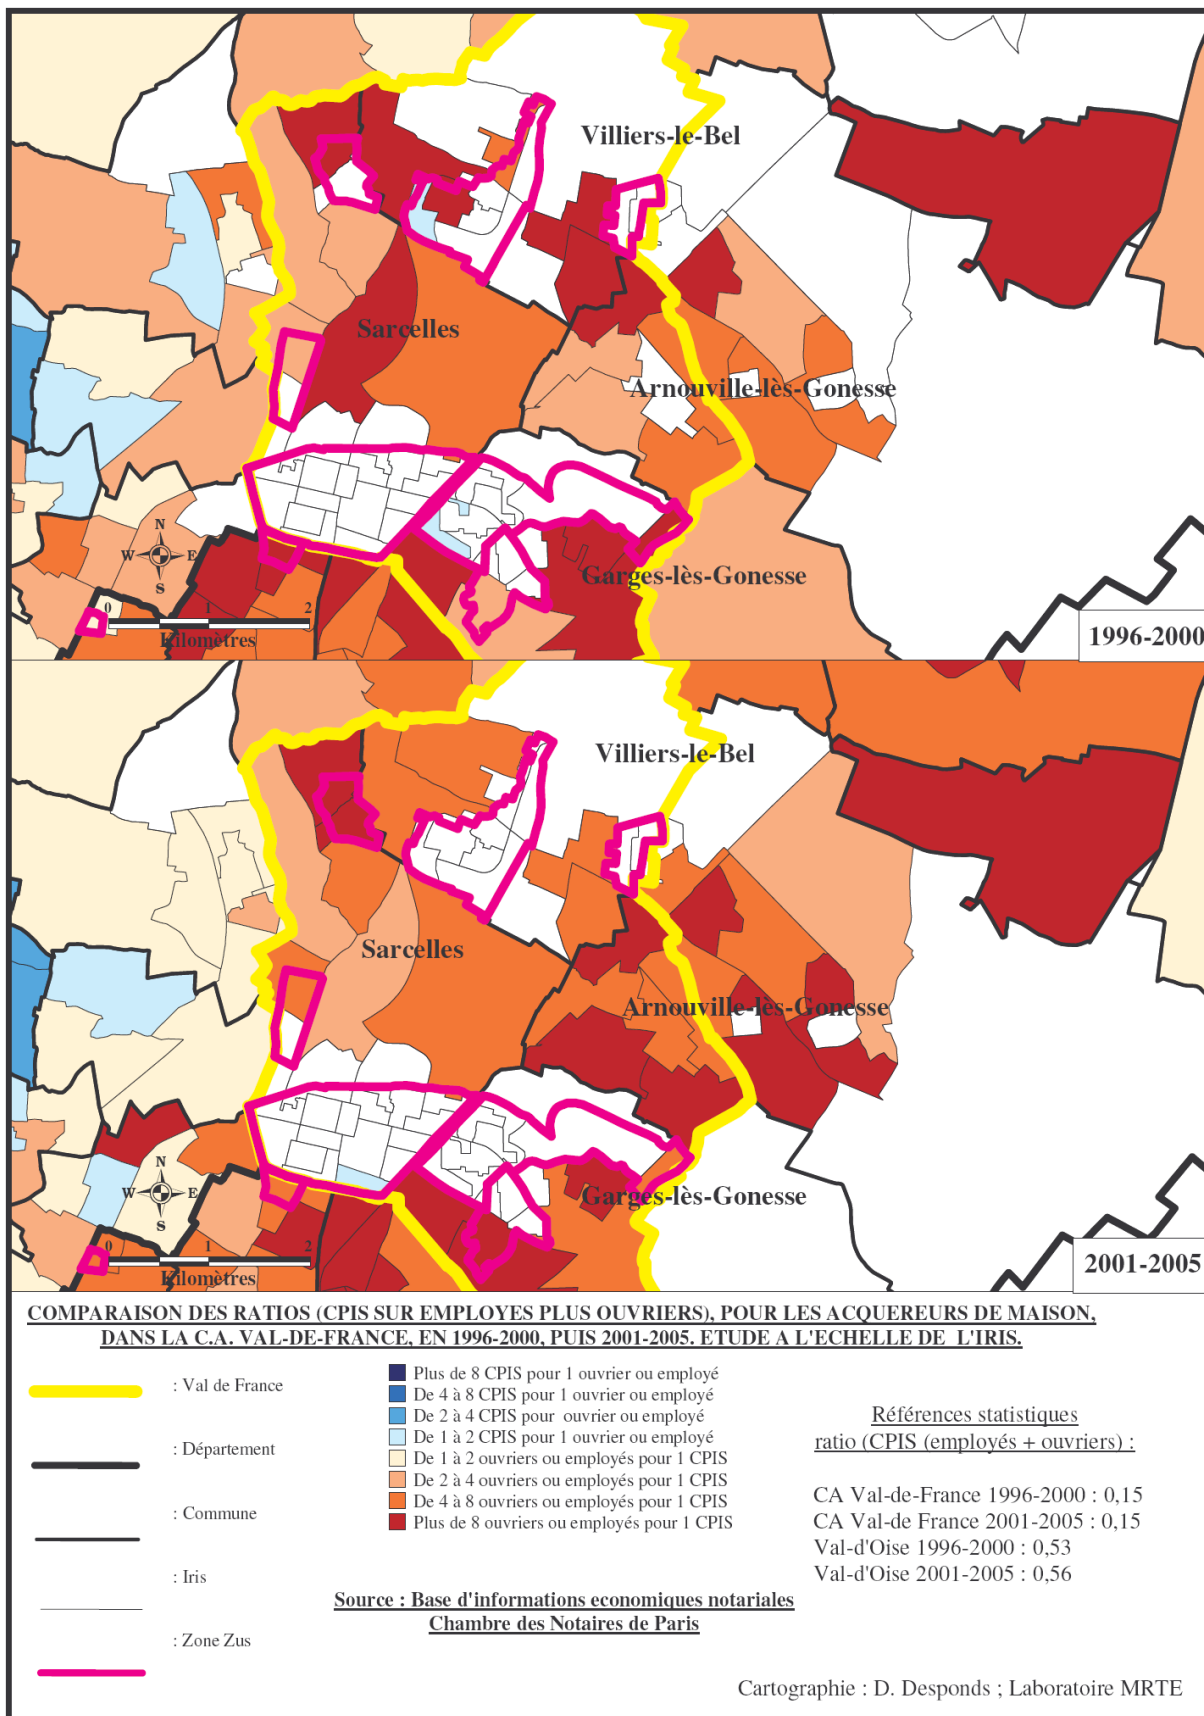 Villiers-le-Bel
Sarcelles
Arnouville-lès-Gonesse
Garges-lès-Gonesse
N
W E
S
0 1 2
Kilomètres
1996-2000
Villiers-le-Bel
Sarcelles
Arnouville-lès-Gonesse
Garges-lès-Gonesse
N
W E
S
0 1 2
Kilomètres
2001-2005
COMPARAISON DES RATIOS (CPIS SUR EMPLOYES PLUS OUVRIERS), POUR LES ACQUEREURS DE MAISON,
DANS LA C.A. VAL-DE-FRANCE, EN 1996-2000, PUIS 2001-2005. ETUDE A L'ECHELLE DE L'IRIS.
: Val de France
: Département
: Commune
: Iris
: Zone Zus
Plus de 8 CPIS pour 1 ouvrier ou employé
De 4 à 8 CPIS pour 1 ouvrier ou employé
De 2 à 4 CPIS pour ouvrier ou employé
De 1 à 2 CPIS pour 1 ouvrier ou employé
De 1 à 2 ouvriers ou employés pour 1 CPIS
De 2 à 4 ouvriers ou employés pour 1 CPIS
De 4 à 8 ouvriers ou employés pour 1 CPIS
Plus de 8 ouvriers ou employés pour 1 CPIS
Références statistiques
ratio (CPIS (employés + ouvriers) :
CA Val-de-France 1996-2000 : 0,15
CA Val-de France 2001-2005 : 0,15
Val-d'Oise 1996-2000 : 0,53
Val-d'Oise 2001-2005 : 0,56
Source : Base d'informations economiques notariales
Chambre des Notaires de Paris
Cartographie : D. Desponds ; Laboratoire MRTE